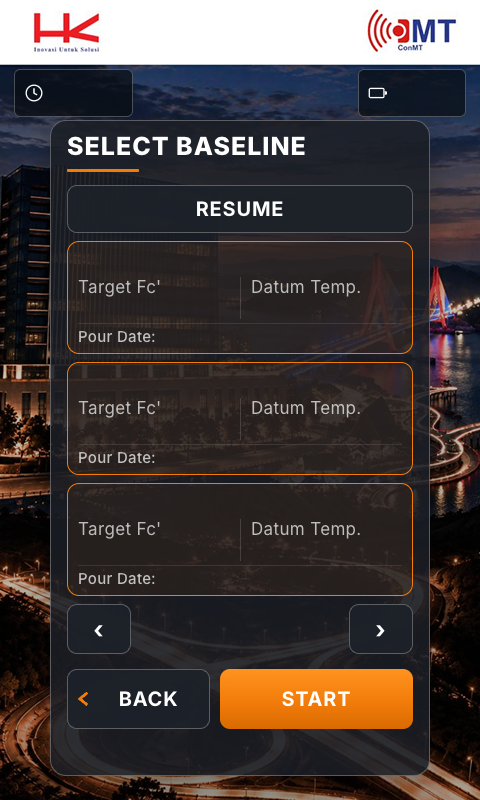 HK
Inovasi Untuk Solusi
MT
ConMT
SELECT BASELINE
RESUME
Target Fc' Datum Temp.
Pour Date:
Target Fc' Datum Temp.
Pour Date:
Target Fc' Datum Temp.
Pour Date:
‹ ›
BACK START